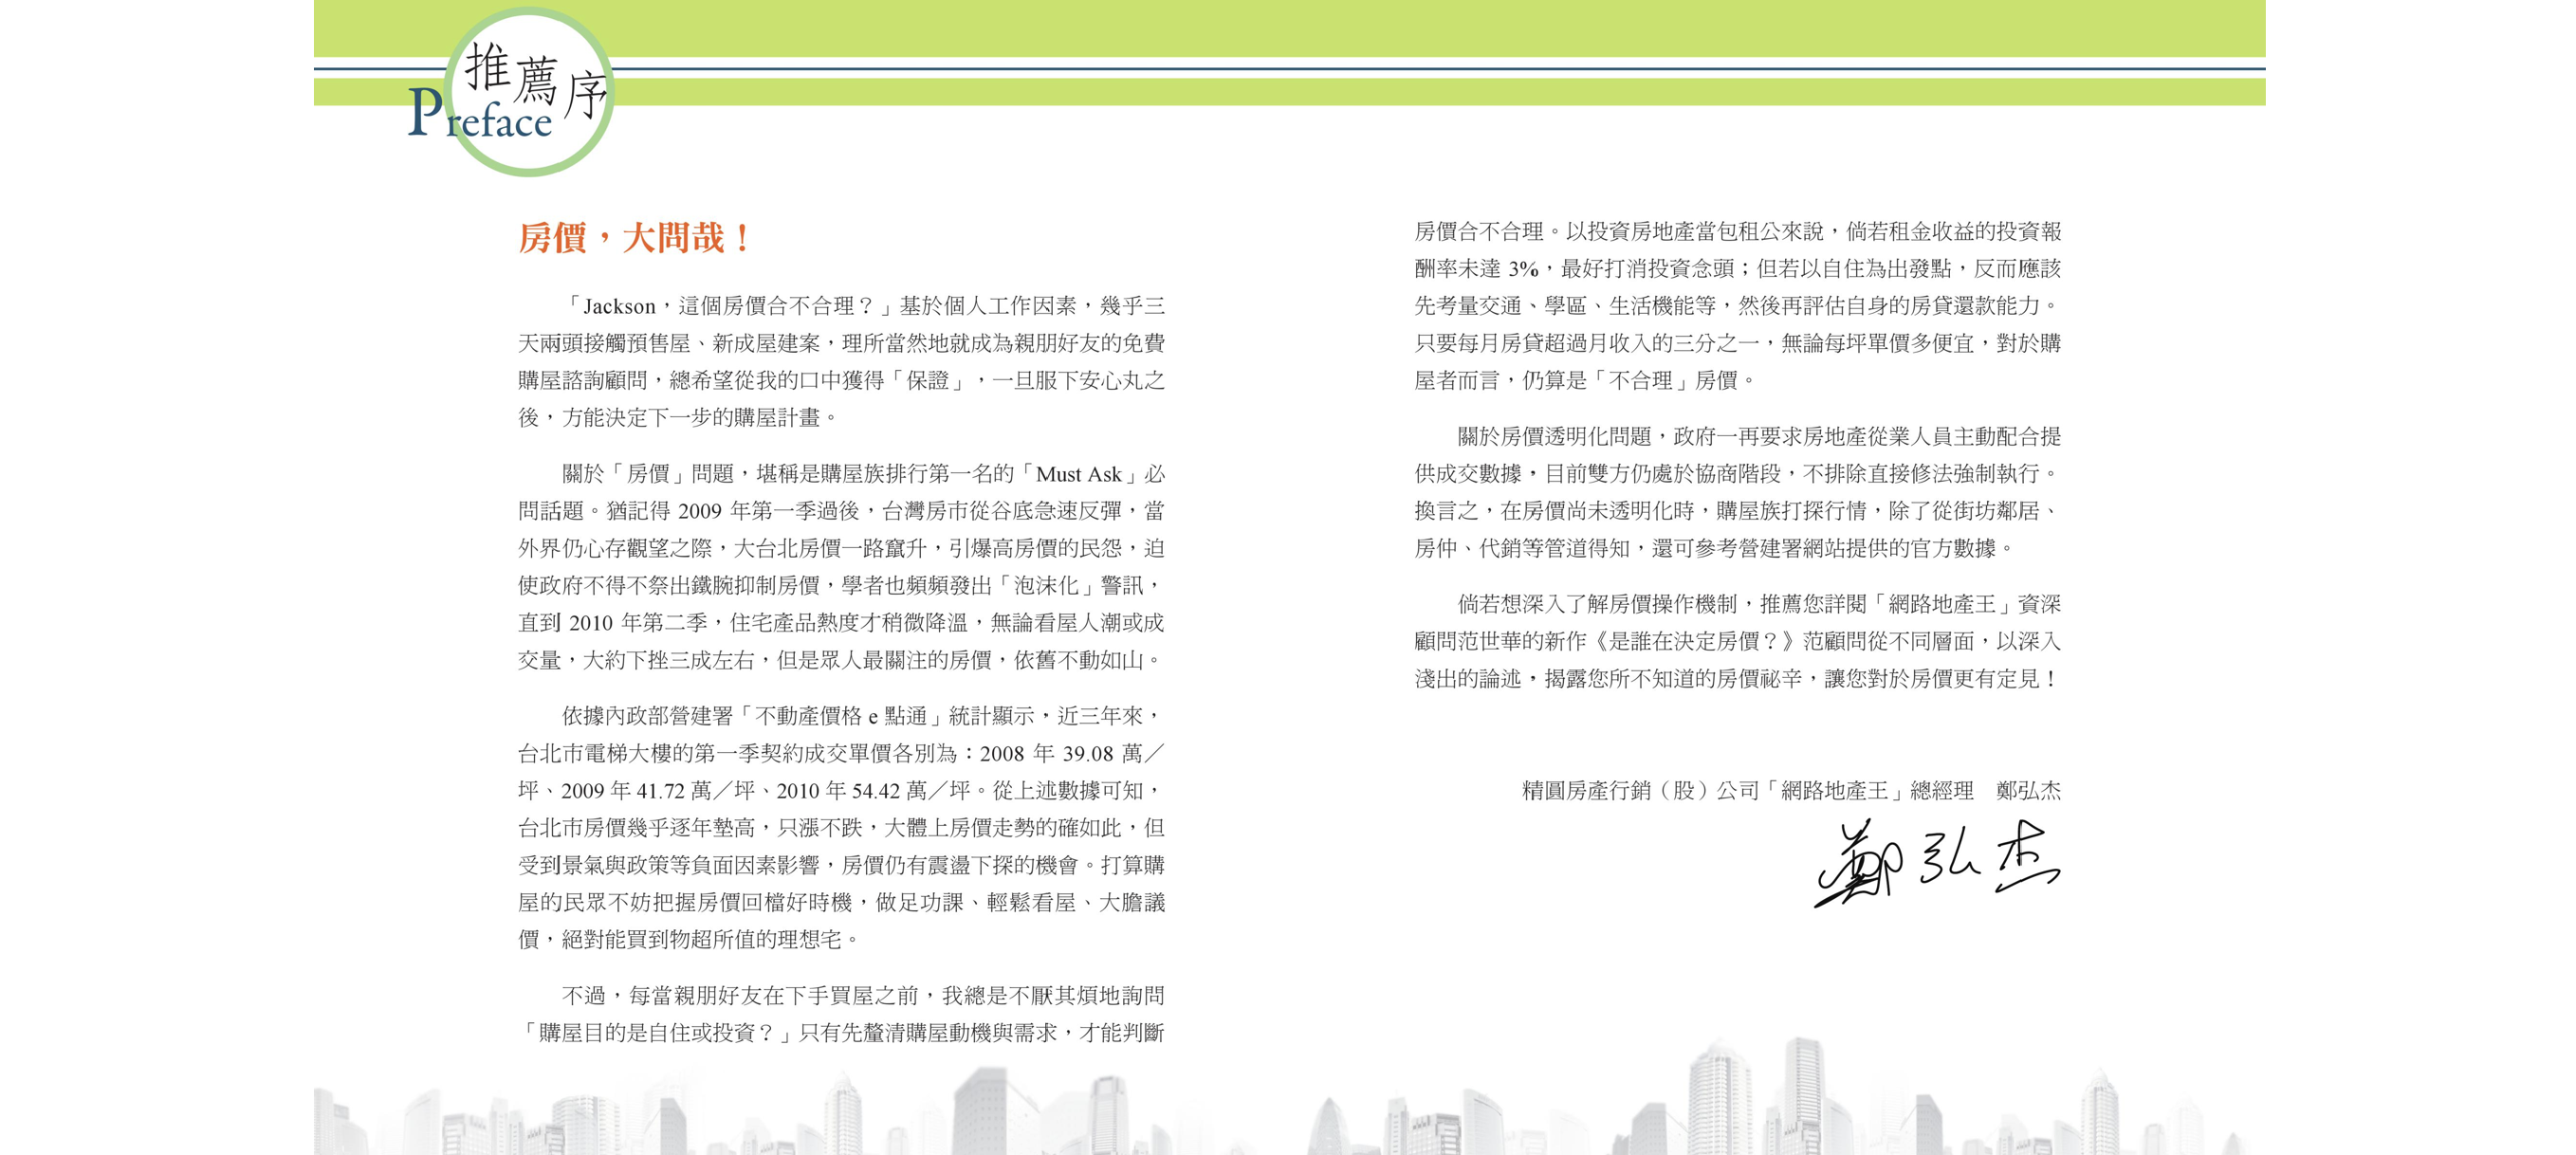 推薦序
Preface
房價，大問哉！
「Jackson，這個房價合不合理？」基於個人工作因素，幾乎三
天兩頭接觸預售屋、新成屋建案，理所當然地就成為親朋好友的免費
購屋諮詢顧問，總希望從我的口中獲得「保證」，一旦服下安心丸之
後，方能決定下一步的購屋計畫。
關於「房價」問題，堪稱是購屋族排行第一名的「Must Ask」必
問話題。猶記得 2009 年第一季過後，台灣房市從谷底急速反彈，當
外界仍心存觀望之際，大台北房價一路竄升，引爆高房價的民怨，迫
使政府不得不祭出鐵腕抑制房價，學者也頻頻發出「泡沫化」警訊，
直到 2010 年第二季，住宅產品熱度才稍微降溫，無論看屋人潮或成
交量，大約下挫三成左右，但是眾人最關注的房價，依舊不動如山。
依據內政部營建署「不動產價格 e 點通」統計顯示，近三年來，
台北市電梯大樓的第一季契約成交單價各別為：2008 年 39.08 萬／
坪、2009 年 41.72 萬／坪、2010 年 54.42 萬／坪。從上述數據可知，
台北市房價幾乎逐年墊高，只漲不跌，大體上房價走勢的確如此，但
受到景氣與政策等負面因素影響，房價仍有震盪下探的機會。打算購
屋的民眾不妨把握房價回檔好時機，做足功課、輕鬆看屋、大膽議
價，絕對能買到物超所值的理想宅。
不過，每當親朋好友在下手買屋之前，我總是不厭其煩地詢問
「購屋目的是自住或投資？」只有先釐清購屋動機與需求，才能判斷
房價合不合理。以投資房地產當包租公來說，倘若租金收益的投資報
酬率未達 3%，最好打消投資念頭；但若以自住為出發點，反而應該
先考量交通、學區、生活機能等，然後再評估自身的房貸還款能力。
只要每月房貸超過月收入的三分之一，無論每坪單價多便宜，對於購
屋者而言，仍算是「不合理」房價。
關於房價透明化問題，政府一再要求房地產從業人員主動配合提
供成交數據，目前雙方仍處於協商階段，不排除直接修法強制執行。
換言之，在房價尚未透明化時，購屋族打探行情，除了從街坊鄰居、
房仲、代銷等管道得知，還可參考營建署網站提供的官方數據。
倘若想深入了解房價操作機制，推薦您詳閱「網路地產王」資深
顧問范世華的新作《是誰在決定房價？》范顧問從不同層面，以深入
淺出的論述，揭露您所不知道的房價祕辛，讓您對於房價更有定見！
精圓房產行銷（股）公司「網路地產王」總經理　鄭弘杰
鄭弘杰